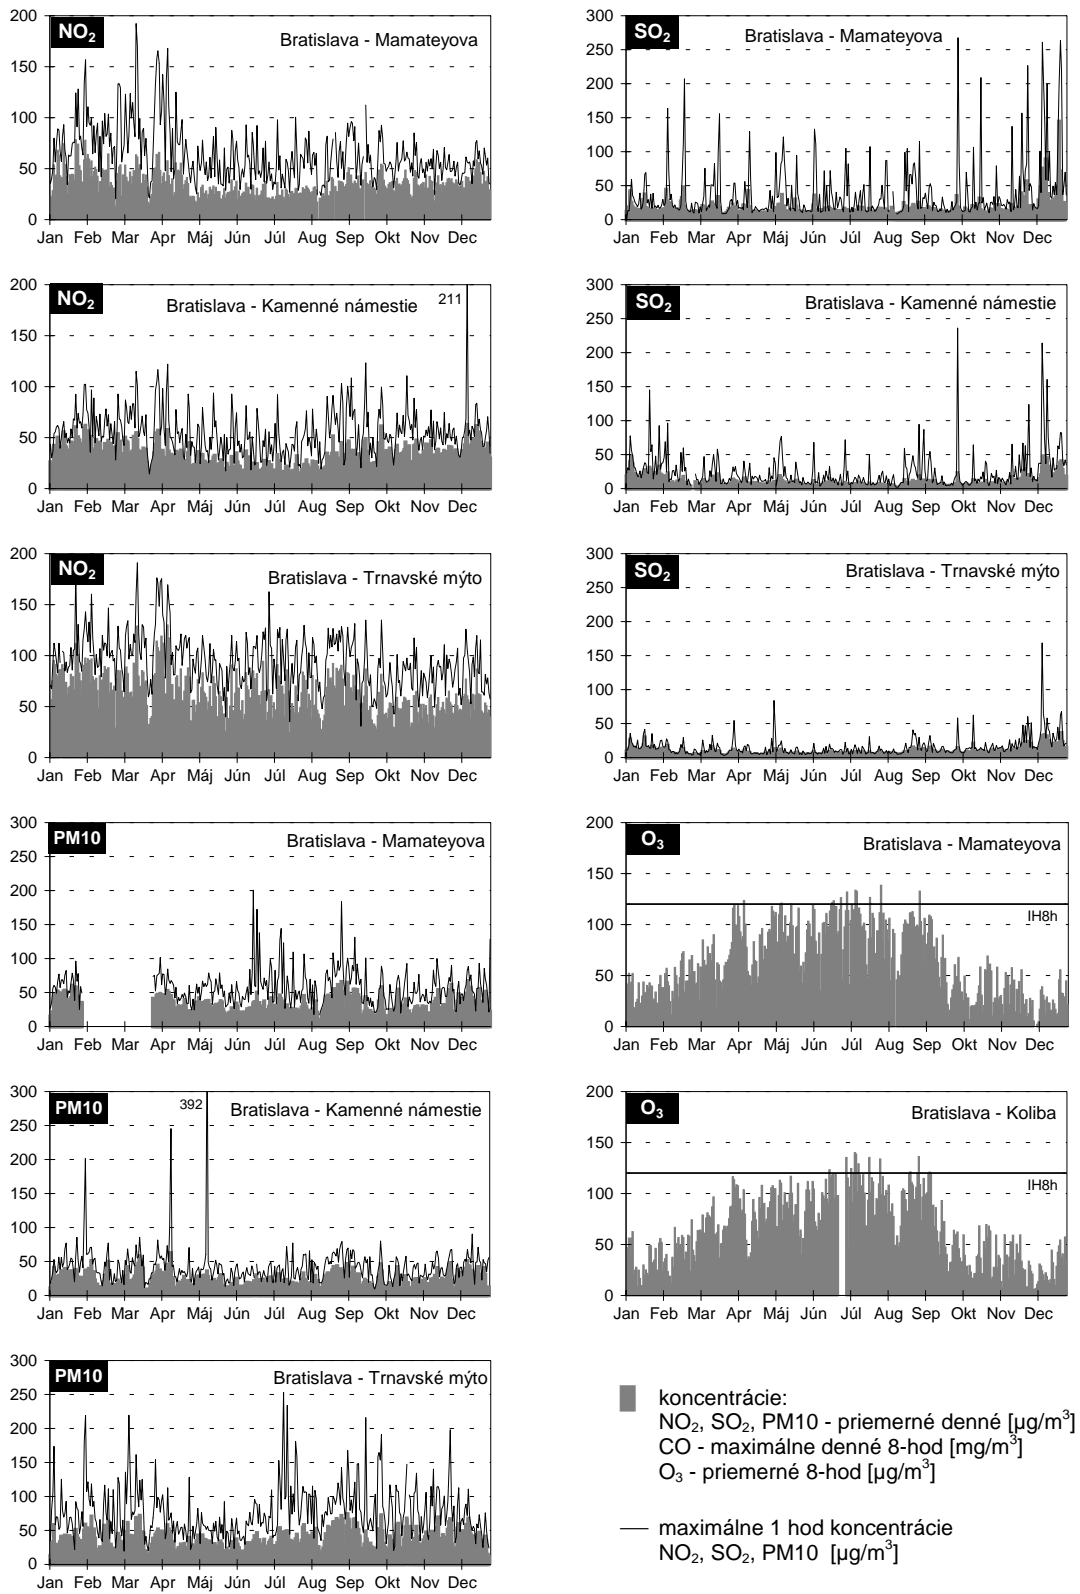 NO₂ Bratislava - Mamateyova
200
150
100
50
0
Jan Feb Mar Apr Máj Jún Júl Aug Sep Okt Nov Dec
SO₂ Bratislava - Mamateyova
300
250
200
150
100
50
0
Jan Feb Mar Apr Máj Jún Júl Aug Sep Okt Nov Dec
NO₂ Bratislava - Kamenné námestie 211
200
150
100
50
0
Jan Feb Mar Apr Máj Jún Júl Aug Sep Okt Nov Dec
SO₂ Bratislava - Kamenné námestie
300
250
200
150
100
50
0
Jan Feb Mar Apr Máj Jún Júl Aug Sep Okt Nov Dec
NO₂ Bratislava - Trnavské mýto
200
150
100
50
0
Jan Feb Mar Apr Máj Jún Júl Aug Sep Okt Nov Dec
SO₂ Bratislava - Trnavské mýto
300
250
200
150
100
50
0
Jan Feb Mar Apr Máj Jún Júl Aug Sep Okt Nov Dec
PM10 Bratislava - Mamateyova
300
250
200
150
100
50
0
Jan Feb Mar Apr Máj Jún Júl Aug Sep Okt Nov Dec
O₃ Bratislava - Mamateyova
200
150
100
50
0
IH8h
Jan Feb Mar Apr Máj Jún Júl Aug Sep Okt Nov Dec
PM10 392 Bratislava - Kamenné námestie
300
250
200
150
100
50
0
Jan Feb Mar Apr Máj Jún Júl Aug Sep Okt Nov Dec
O₃ Bratislava - Koliba
200
150
100
50
0
IH8h
Jan Feb Mar Apr Máj Jún Júl Aug Sep Okt Nov Dec
PM10 Bratislava - Trnavské mýto
300
250
200
150
100
50
0
Jan Feb Mar Apr Máj Jún Júl Aug Sep Okt Nov Dec
koncentrácie:
NO₂, SO₂, PM10 - priemerné denné [µg/m³]
CO - maximálne denné 8-hod [mg/m³]
O₃ - priemerné 8-hod [µg/m³]
maximálne 1 hod koncentrácie
NO₂, SO₂, PM10 [µg/m³]